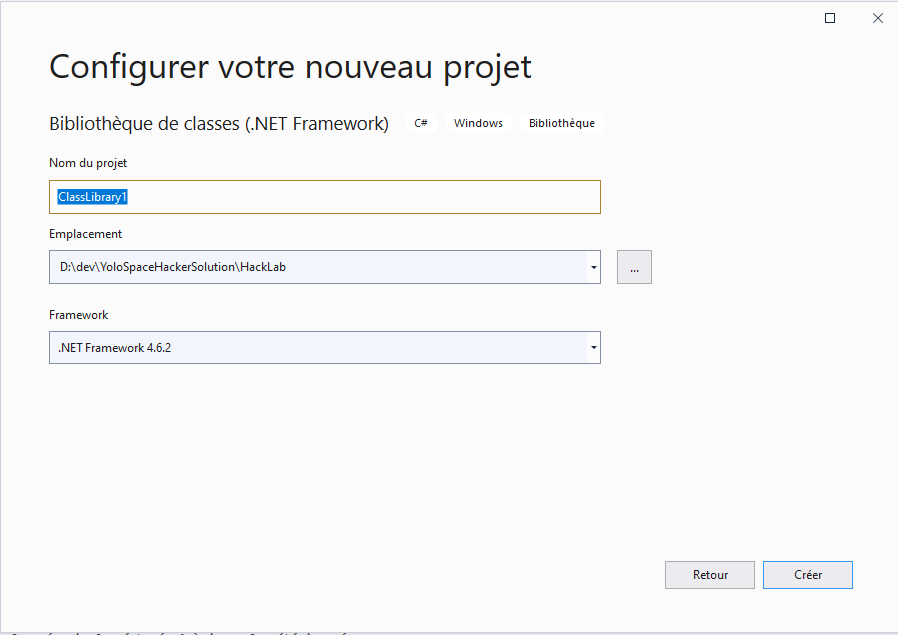 Configurer votre nouveau projet
Bibliothèque de classes (.NET Framework) C# Windows Bibliothèque
Nom du projet
ClassLibrary1
Emplacement
D:\dev\YoloSpaceHackerSolution\HackLab
...
Framework
.NET Framework 4.6.2
Retour Créer